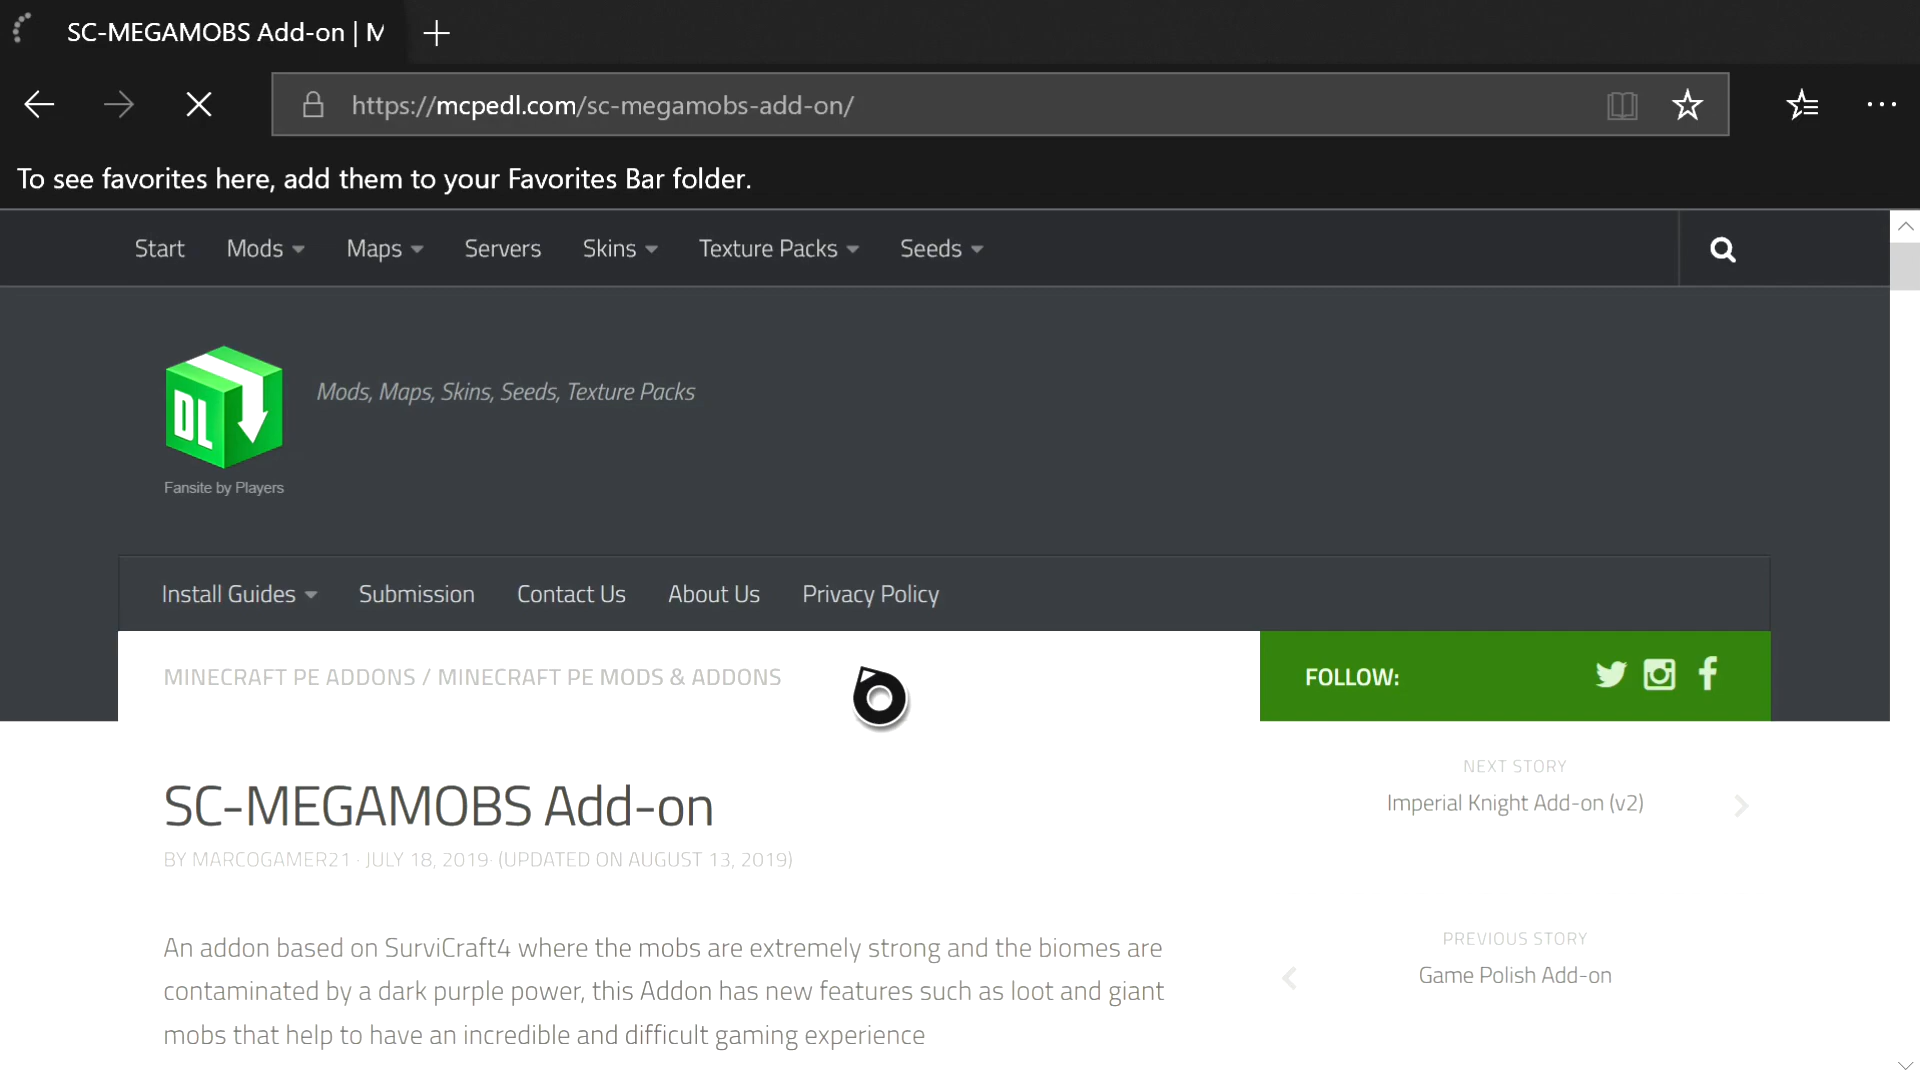 SC-MEGAMOBS Add-on | M
https://mcpedl.com/sc-megamobs-add-on/
To see favorites here, add them to your Favorites Bar folder.
Start Mods Maps Servers Skins Texture Packs Seeds
DL
Mods, Maps, Skins, Seeds, Texture Packs
Fansite by Players
Install Guides Submission Contact Us About Us Privacy Policy
MINECRAFT PE ADDONS / MINECRAFT PE MODS & ADDONS
FOLLOW:
SC-MEGAMOBS Add-on
BY MARCOGAMER21 · JULY 18, 2019· (UPDATED ON AUGUST 13, 2019)
An addon based on SurviCraft4 where the mobs are extremely strong and the biomes are
contaminated by a dark purple power, this Addon has new features such as loot and giant
mobs that help to have an incredible and difficult gaming experience
NEXT STORY
Imperial Knight Add-on (v2)
PREVIOUS STORY
Game Polish Add-on